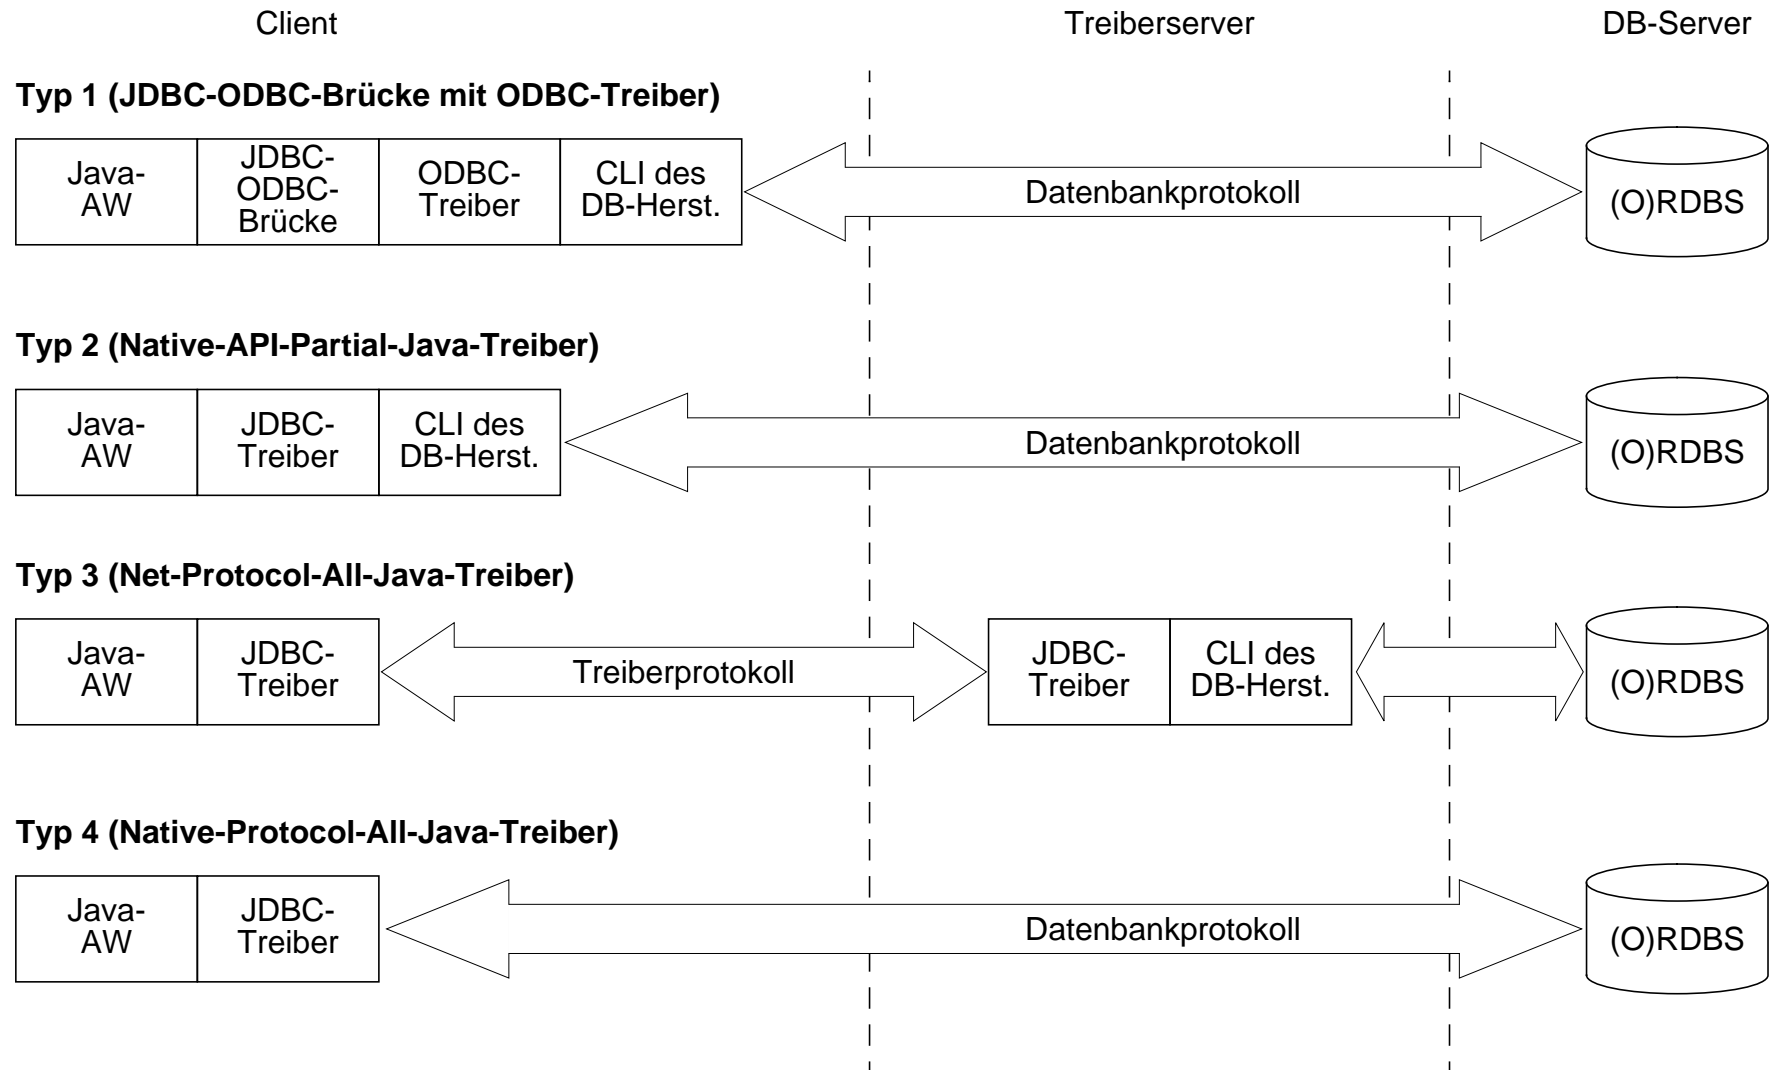 Client
Treiberserver
DB-Server
Typ 1 (JDBC-ODBC-Brücke mit ODBC-Treiber)
Java-
AW
JDBC-
ODBC-
Brücke
ODBC-
Treiber
CLI des
DB-Herst.
Datenbankprotokoll
(O)RDBS
Typ 2 (Native-API-Partial-Java-Treiber)
Java-
AW
JDBC-
Treiber
CLI des
DB-Herst.
Datenbankprotokoll
(O)RDBS
Typ 3 (Net-Protocol-All-Java-Treiber)
Java-
AW
JDBC-
Treiber
Treiberprotokoll
JDBC-
Treiber
CLI des
DB-Herst.
(O)RDBS
Typ 4 (Native-Protocol-All-Java-Treiber)
Java-
AW
JDBC-
Treiber
Datenbankprotokoll
(O)RDBS